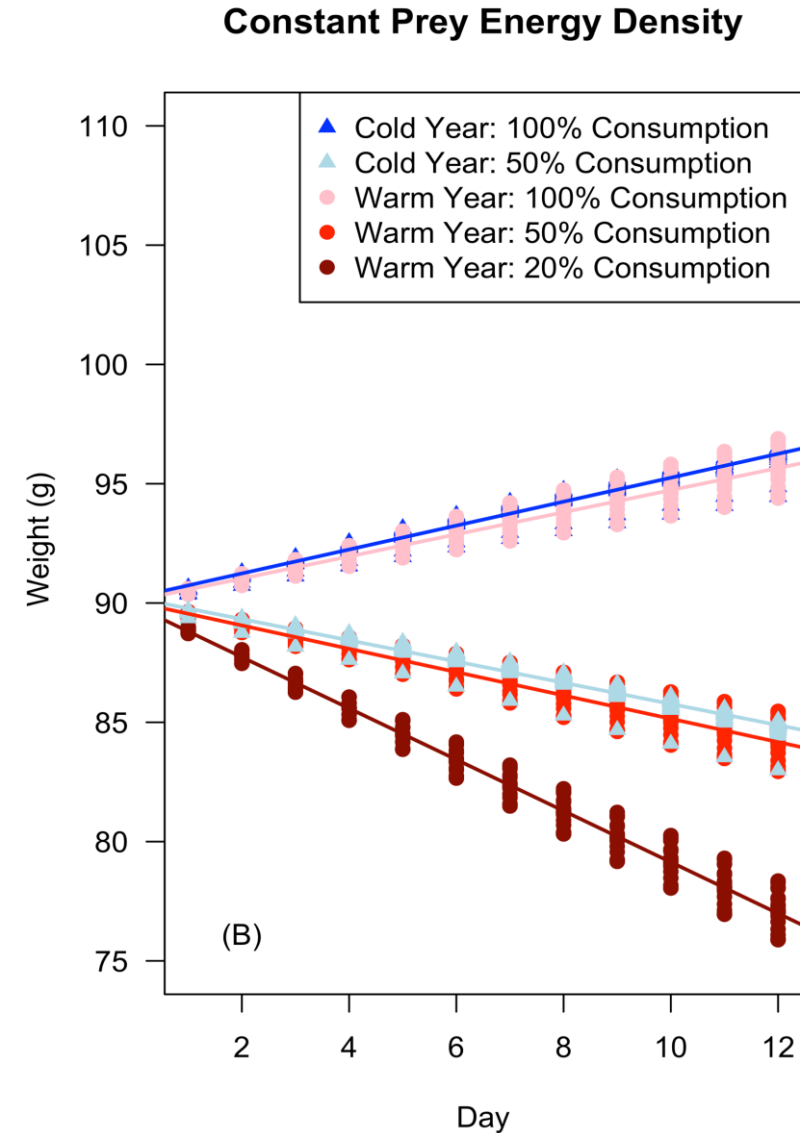 Constant Prey Energy Density
110
105
100
95
90
85
80
75
Weight (g)
Cold Year: 100% Consumption
Cold Year: 50% Consumption
Warm Year: 100% Consumption
Warm Year: 50% Consumption
Warm Year: 20% Consumption
(B)
2 4 6 8 10 12
Day